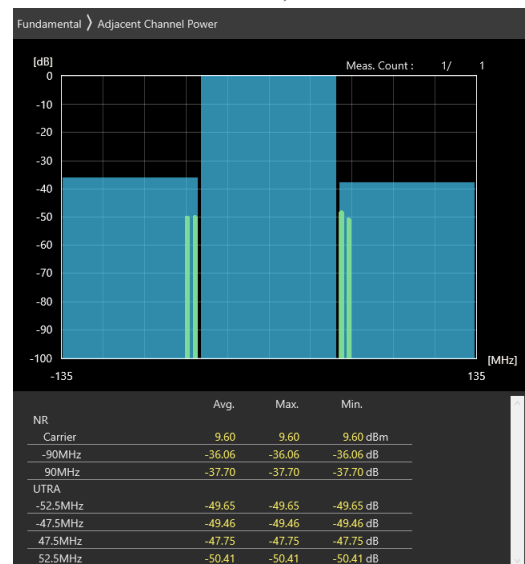 Fundamental 〉 Adjacent Channel Power
[dB]
Meas. Count : 1/ 1
0
-10
-20
-30
-40
-50
-60
-70
-80
-90
-100
[MHz]
-135 135
Avg. Max. Min.
NR
Carrier 9.60 9.60 9.60 dBm
-90MHz -36.06 -36.06 -36.06 dB
90MHz -37.70 -37.70 -37.70 dB
UTRA
-52.5MHz -49.65 -49.65 -49.65 dB
-47.5MHz -49.46 -49.46 -49.46 dB
47.5MHz -47.75 -47.75 -47.75 dB
52.5MHz -50.41 -50.41 -50.41 dB